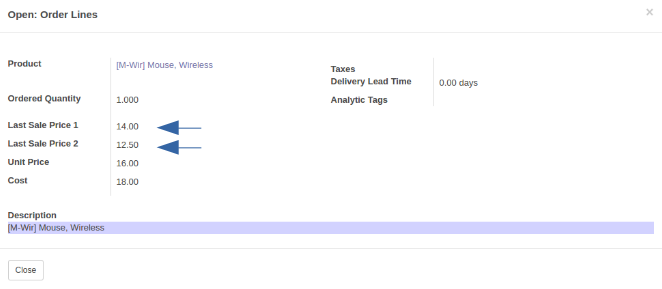 Open: Order Lines ×
Product [M-Wir] Mouse, Wireless
Ordered Quantity 1.000
Last Sale Price 1 14.00
Last Sale Price 2 12.50
Unit Price 16.00
Cost 18.00
Taxes
Delivery Lead Time 0.00 days
Analytic Tags
Description
[M-Wir] Mouse, Wireless
Close